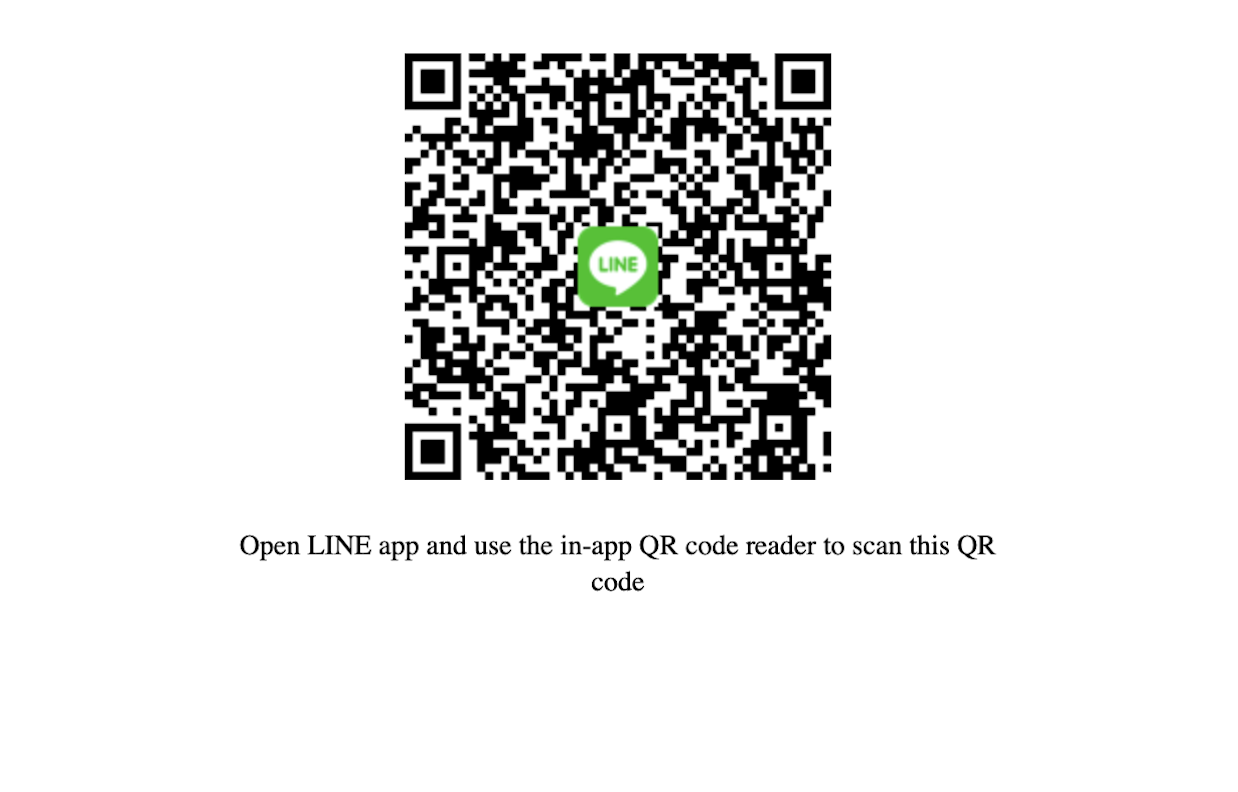 LINE
Open LINE app and use the in-app QR code reader to scan this QR
code